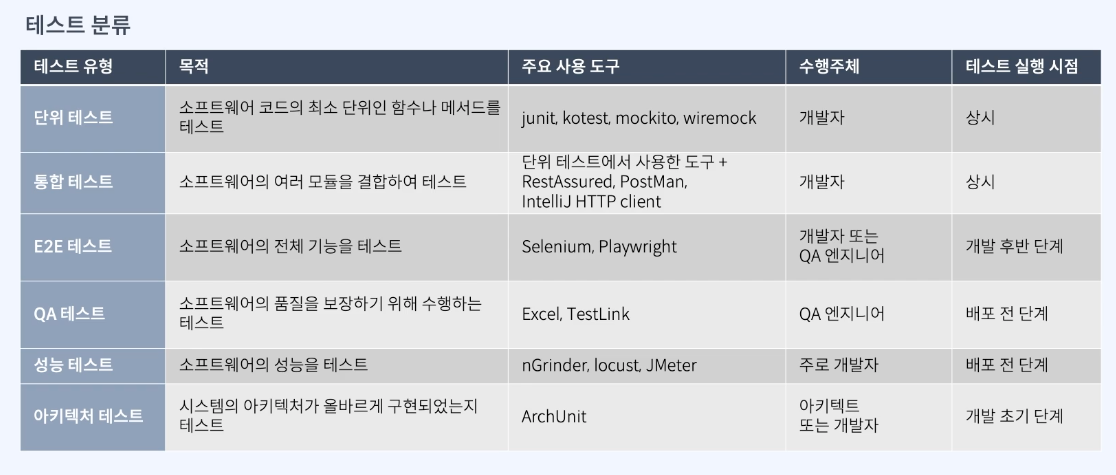 테스트 분류
테스트 유형
목적
주요 사용 도구
수행주체
테스트 실행 시점
단위 테스트
소프트웨어 코드의 최소 단위인 함수나 메서드를
테스트
junit, kotest, mockito, wiremock
개발자
상시
통합 테스트
소프트웨어의 여러 모듈을 결합하여 테스트
단위 테스트에서 사용한 도구 +
RestAssured, PostMan,
IntelliJ HTTP client
개발자
상시
E2E 테스트
소프트웨어의 전체 기능을 테스트
Selenium, Playwright
개발자 또는
QA 엔지니어
개발 후반 단계
QA 테스트
소프트웨어의 품질을 보장하기 위해 수행하는
테스트
Excel, TestLink
QA 엔지니어
배포 전 단계
성능 테스트
소프트웨어의 성능을 테스트
nGrinder, locust, JMeter
주로 개발자
배포 전 단계
아키텍처 테스트
시스템의 아키텍처가 올바르게 구현되었는지
테스트
ArchUnit
아키텍트
또는 개발자
개발 초기 단계